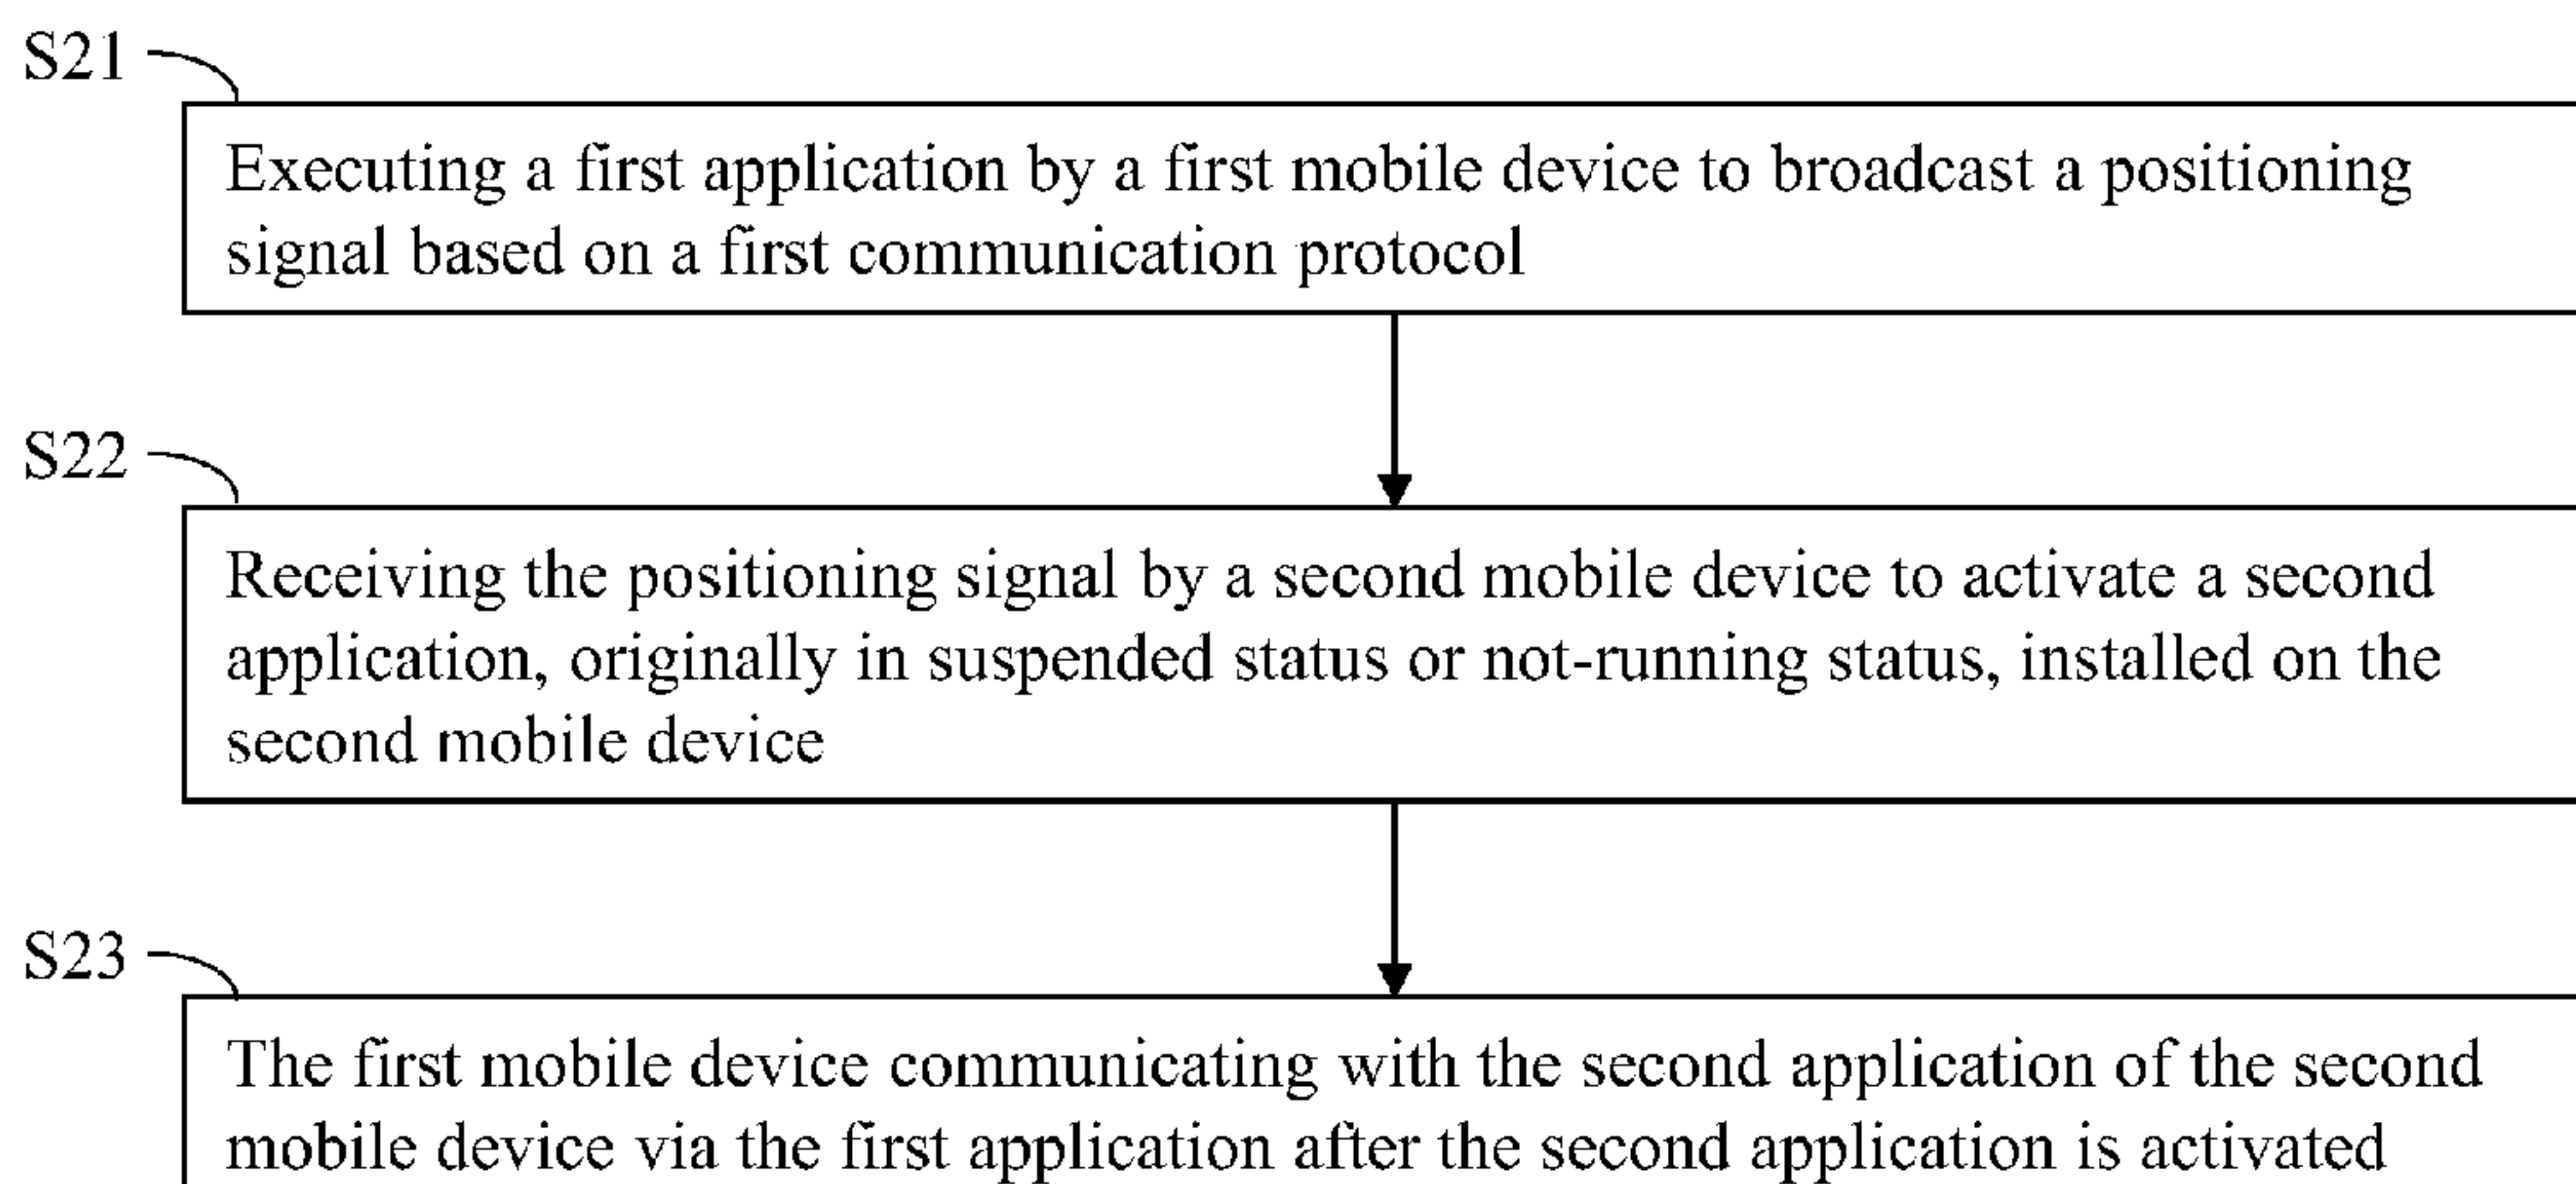 S21
Executing a first application by a first mobile device to broadcast a positioning
signal based on a first communication protocol
S22
Receiving the positioning signal by a second mobile device to activate a second
application, originally in suspended status or not-running status, installed on the
second mobile device
S23
The first mobile device communicating with the second application of the second
mobile device via the first application after the second application is activated